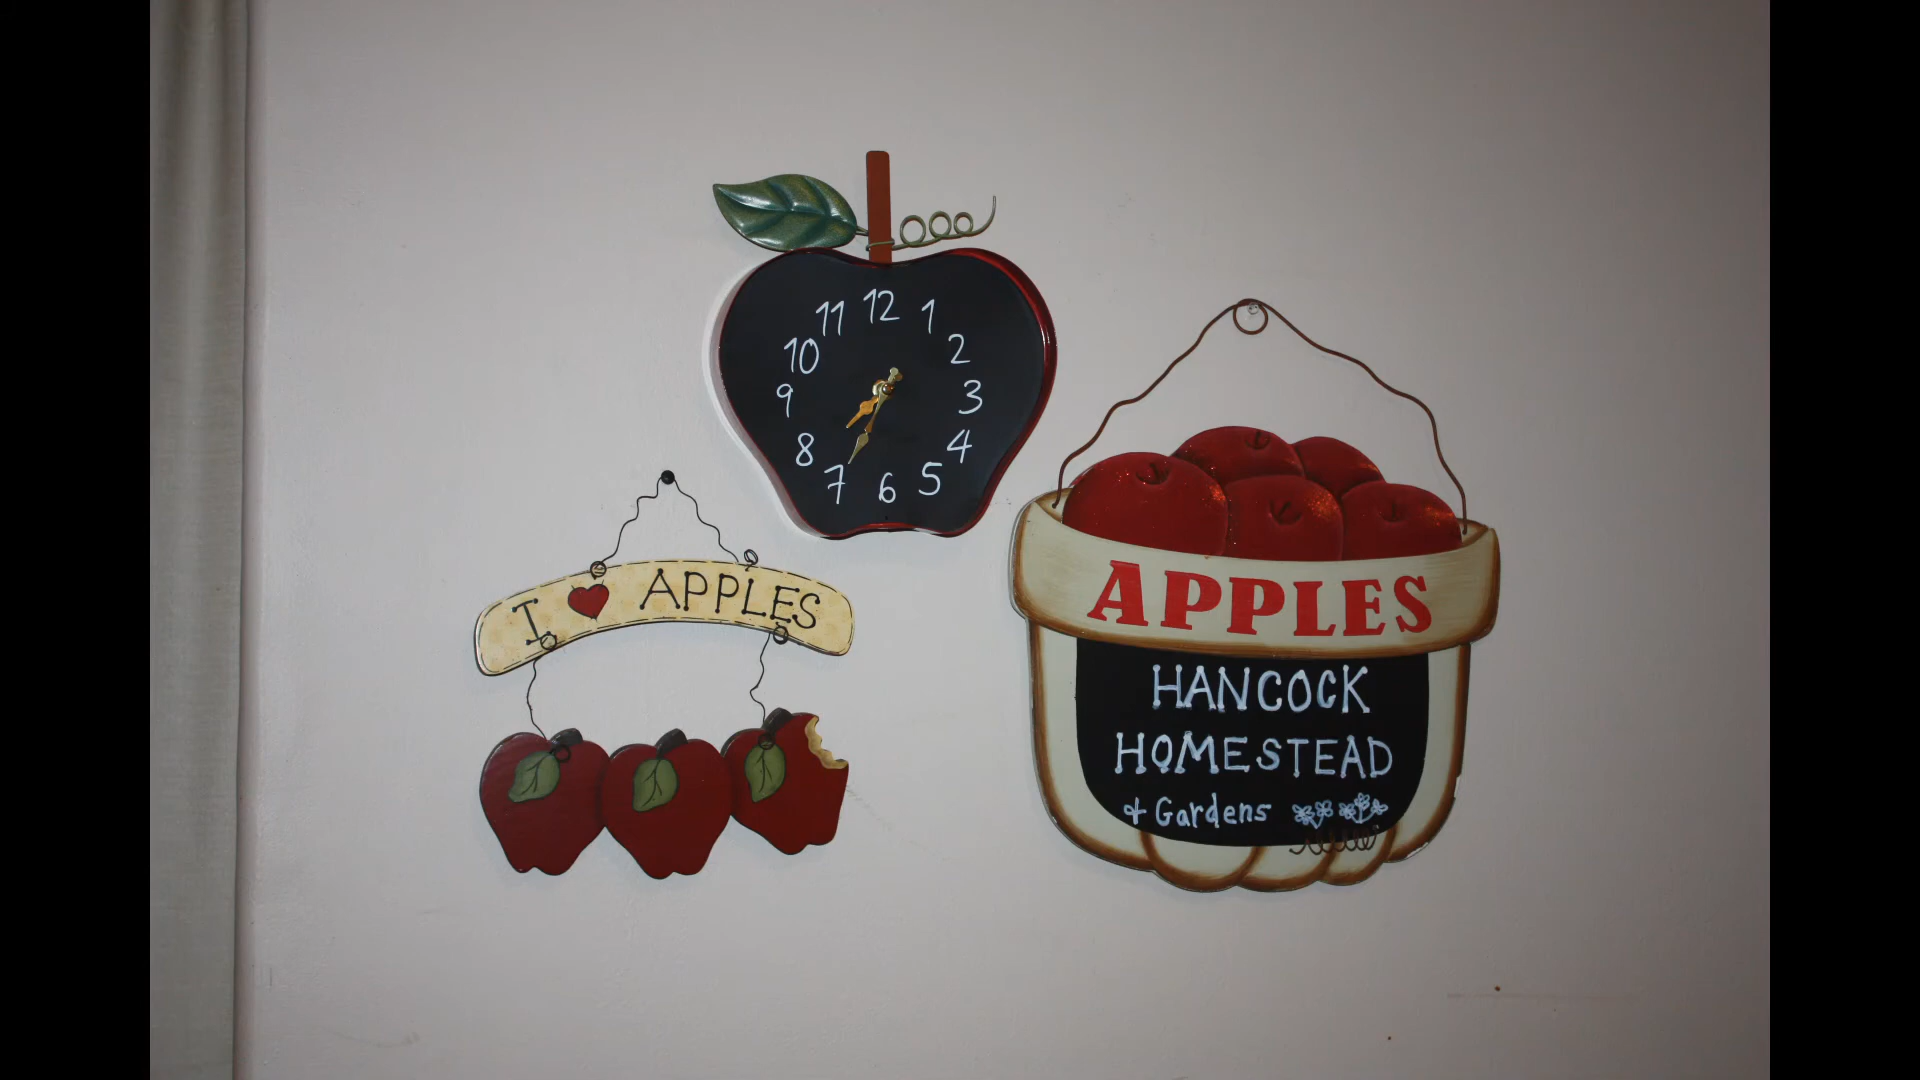 11 12 1
10 2
9 3
8 4
7 6 5
I ♥ APPLES
APPLES
HANCOCK
HOMESTEAD
& Gardens